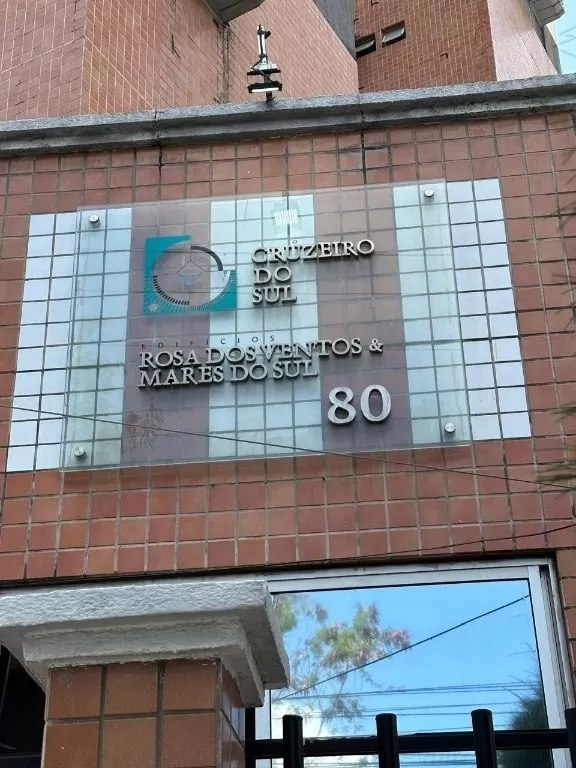 CRUZEIRO
DO
SUL
EDIFÍCIOS
ROSA DOS VENTOS &
MARES DO SUL
80